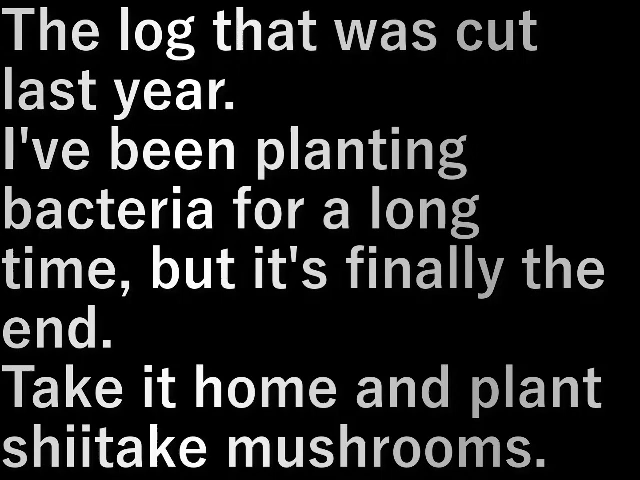 The log that was cut
last year.
I've been planting
bacteria for a long
time, but it's finally the
end.
Take it home and plant
shiitake mushrooms.